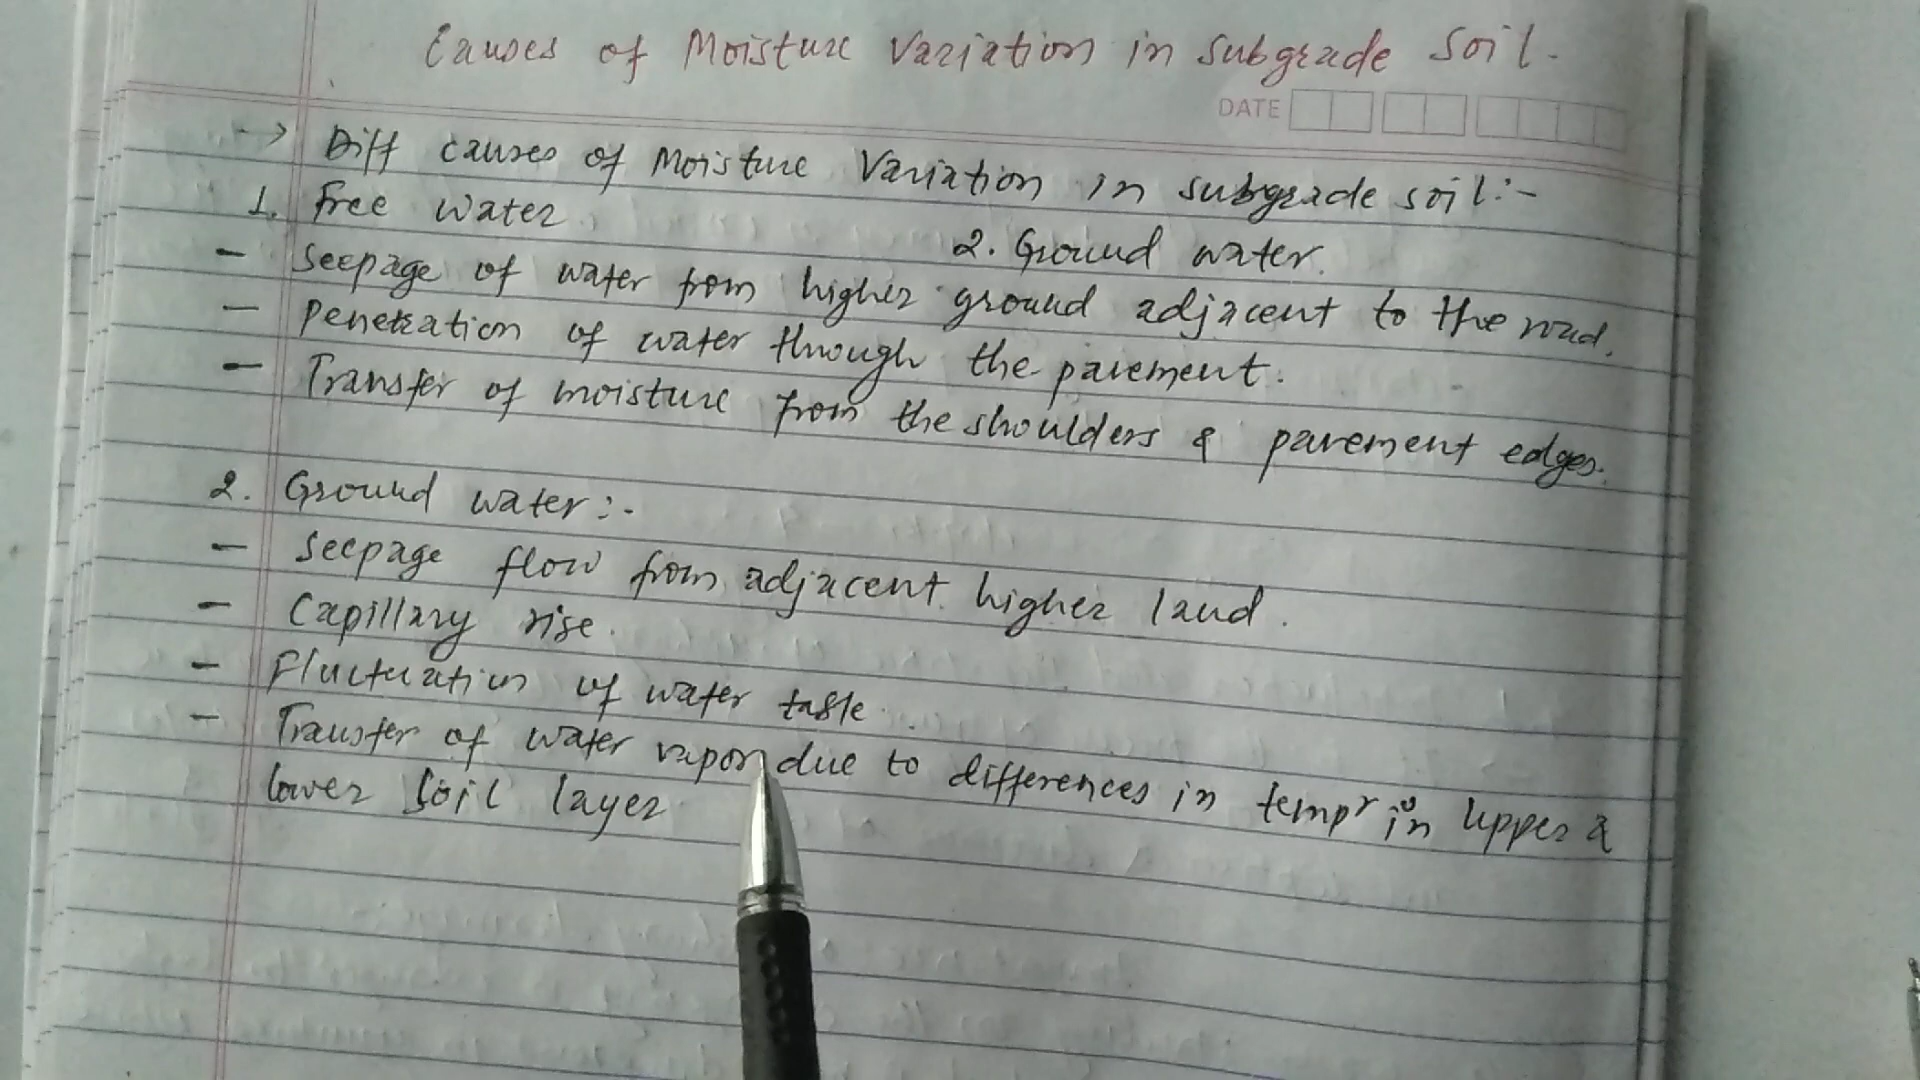 Causes of Moisture Variation in Subgrade Soil.
DATE
→ Diff causes of Moisture Variation in subgrade soil:-
1. Free water
2. Ground water.
- Seepage of water from higher ground adjacent to the road.
- Penetration of water through the pavement.
- Transfer of moisture from the shoulders & pavement edges.
2. Ground water:-
- Seepage flow from adjacent higher land.
- Capillary rise.
- Fluctuation of water table.
- Transfer of water vapor due to differences in tempr in upper &
lower soil layer